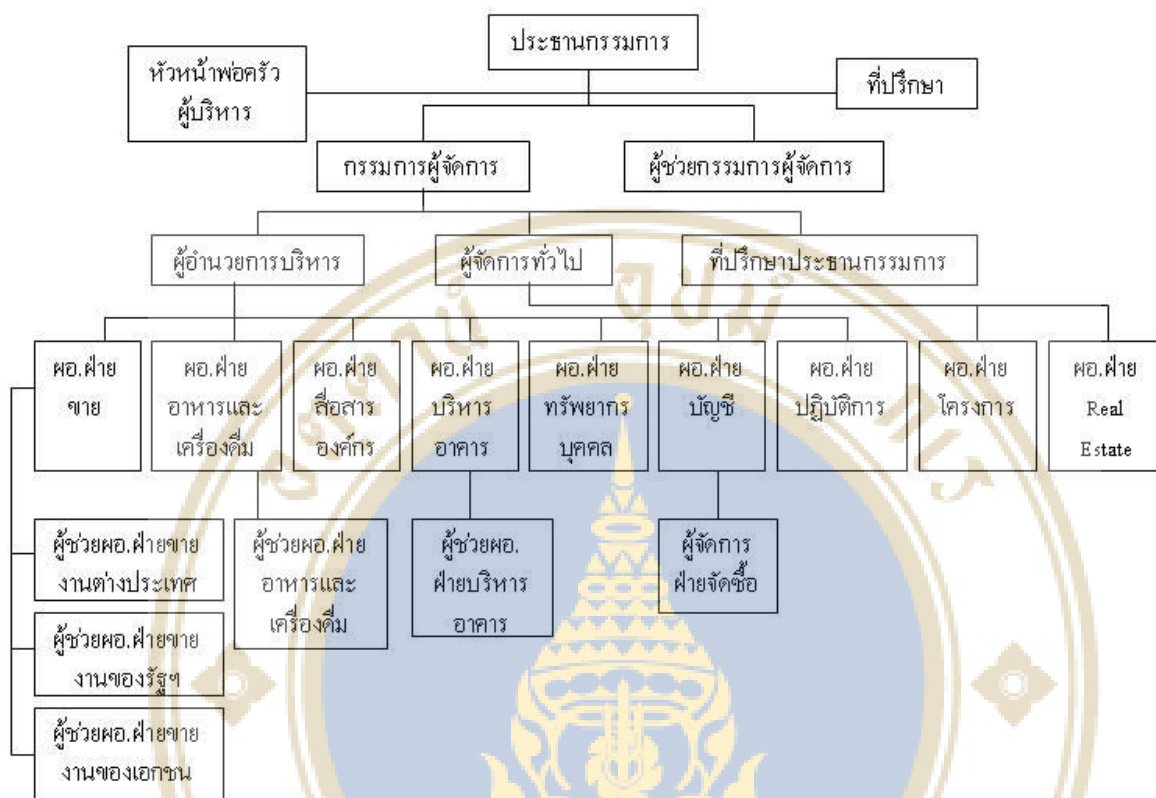 ประธานกรรมการ
หัวหน้าพ่อครัว
ผู้บริหาร
ที่ปรึกษา
กรรมการผู้จัดการ
ผู้ช่วยกรรมการผู้จัดการ
ผู้อำนวยการบริหาร
ผู้จัดการทั่วไป
ที่ปรึกษาประธานกรรมการ
ผอ.ฝ่าย
ขาย
ผอ.ฝ่าย
อาหารและ
เครื่องดื่ม
ผอ.ฝ่าย
สื่อสาร
องค์กร
ผอ.ฝ่าย
บริหาร
อาคาร
ผอ.ฝ่าย
ทรัพยากร
บุคคล
ผอ.ฝ่าย
บัญชี
ผอ.ฝ่าย
ปฏิบัติการ
ผอ.ฝ่าย
โครงการ
ผอ.ฝ่าย
Real
Estate
ผู้ช่วยผอ.ฝ่ายขาย
งานต่างประเทศ
ผู้ช่วยผอ.ฝ่าย
อาหารและ
เครื่องดื่ม
ผู้ช่วยผอ.
ฝ่ายบริหาร
อาคาร
ผู้จัดการ
ฝ่ายจัดซื้อ
ผู้ช่วยผอ.ฝ่ายขาย
งานของรัฐฯ
ผู้ช่วยผอ.ฝ่ายขาย
งานของเอกชน